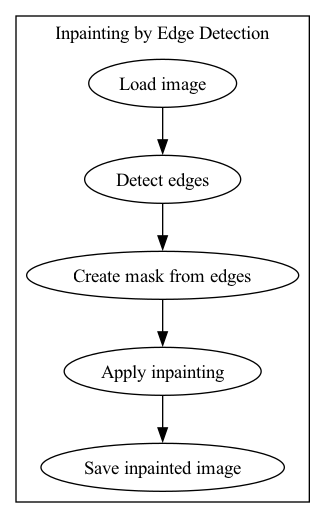 Inpainting by Edge Detection
Load image
Detect edges
Create mask from edges
Apply inpainting
Save inpainted image